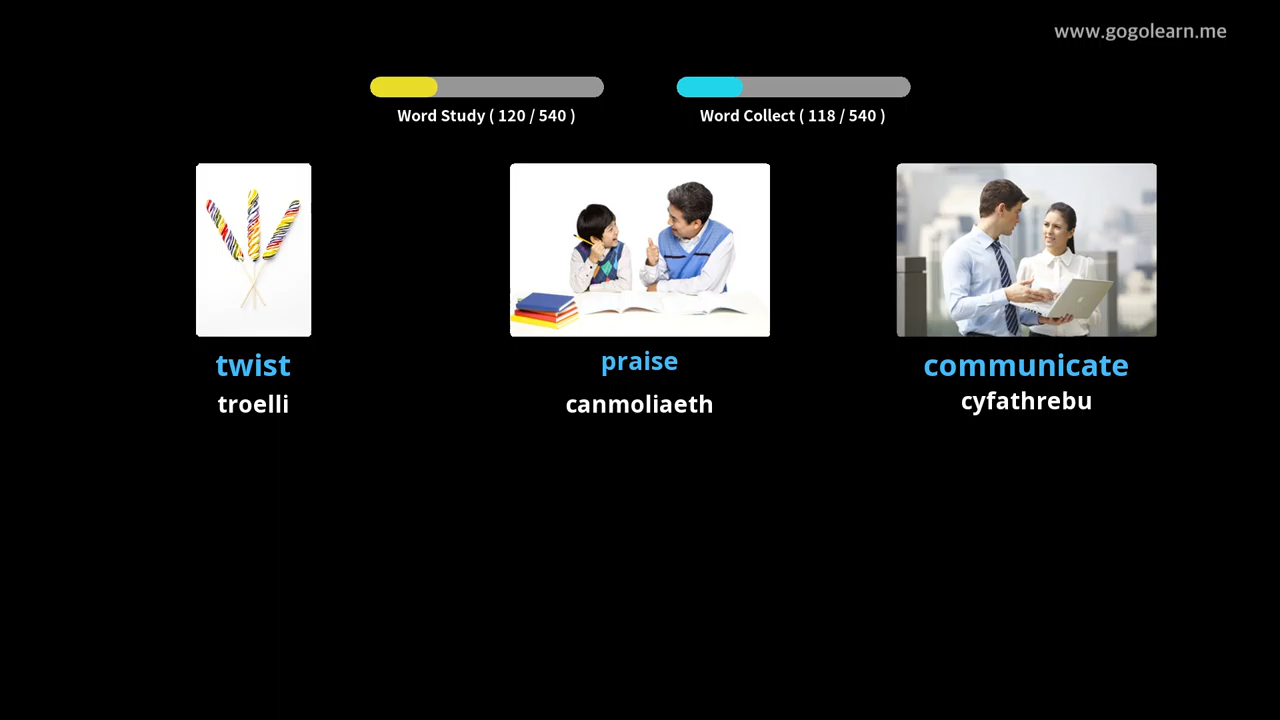 www.gogolearn.me
Word Study ( 120 / 540 )
Word Collect ( 118 / 540 )
twist
troelli
praise
canmoliaeth
communicate
cyfathrebu